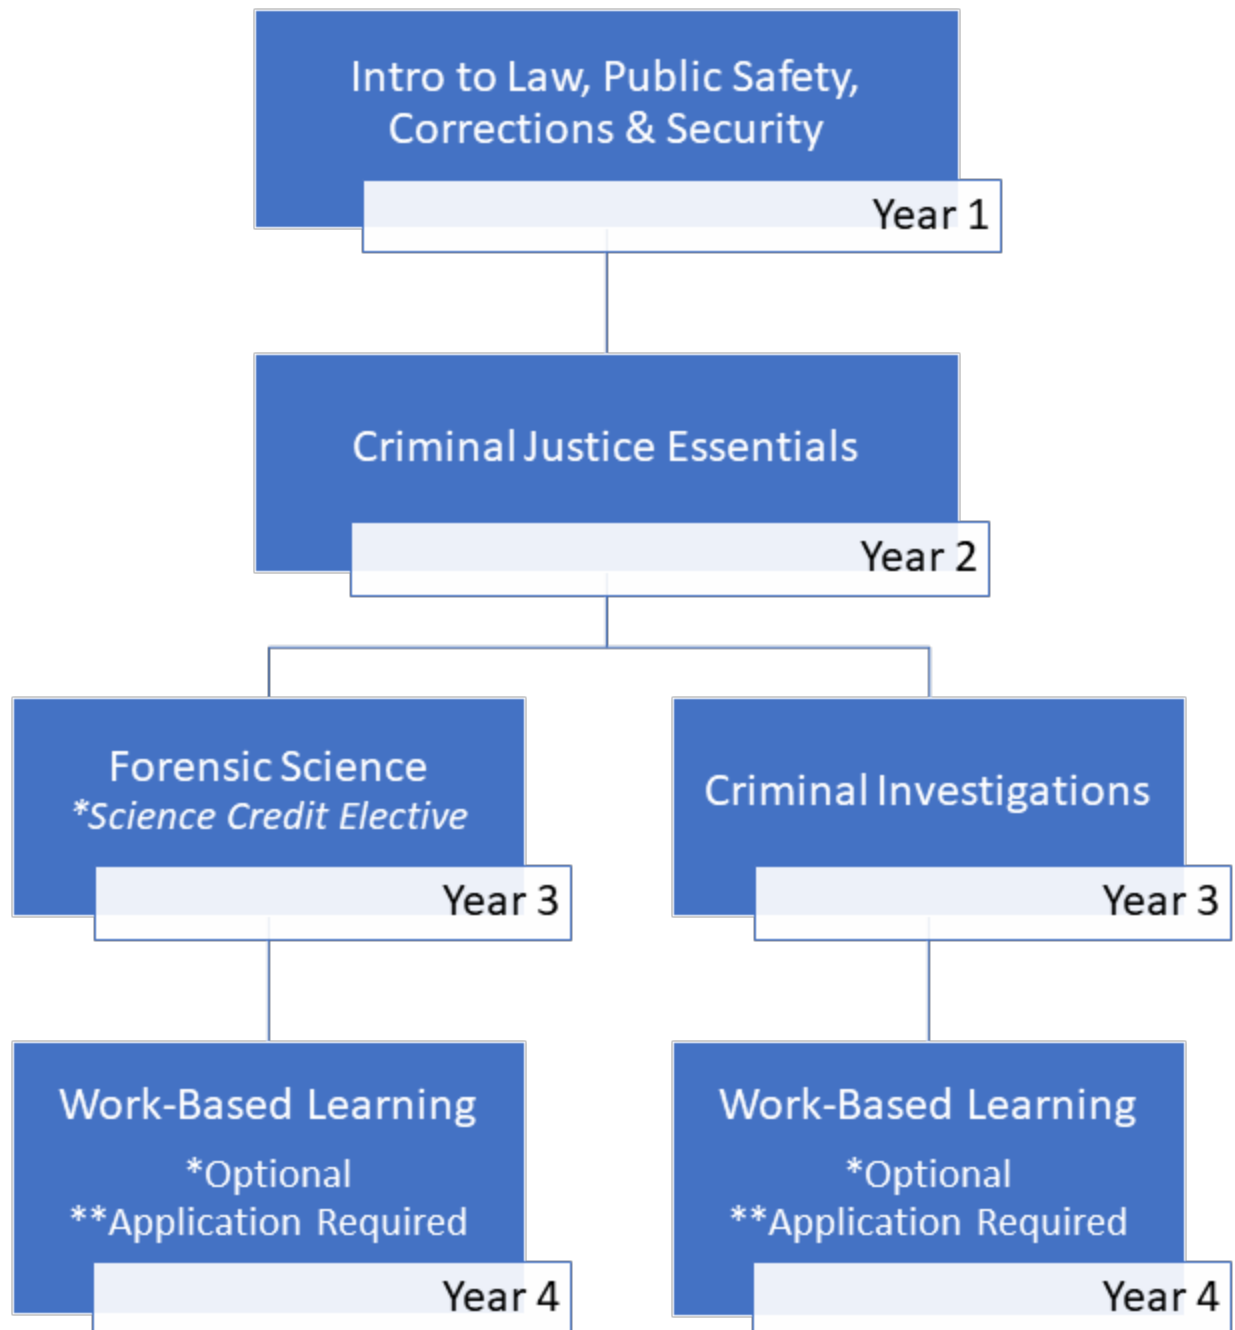 Intro to Law, Public Safety,
Corrections & Security
Year 1
Criminal Justice Essentials
Year 2
Forensic Science
*Science Credit Elective
Year 3
Criminal Investigations
Year 3
Work-Based Learning
*Optional
**Application Required
Year 4
Work-Based Learning
*Optional
**Application Required
Year 4